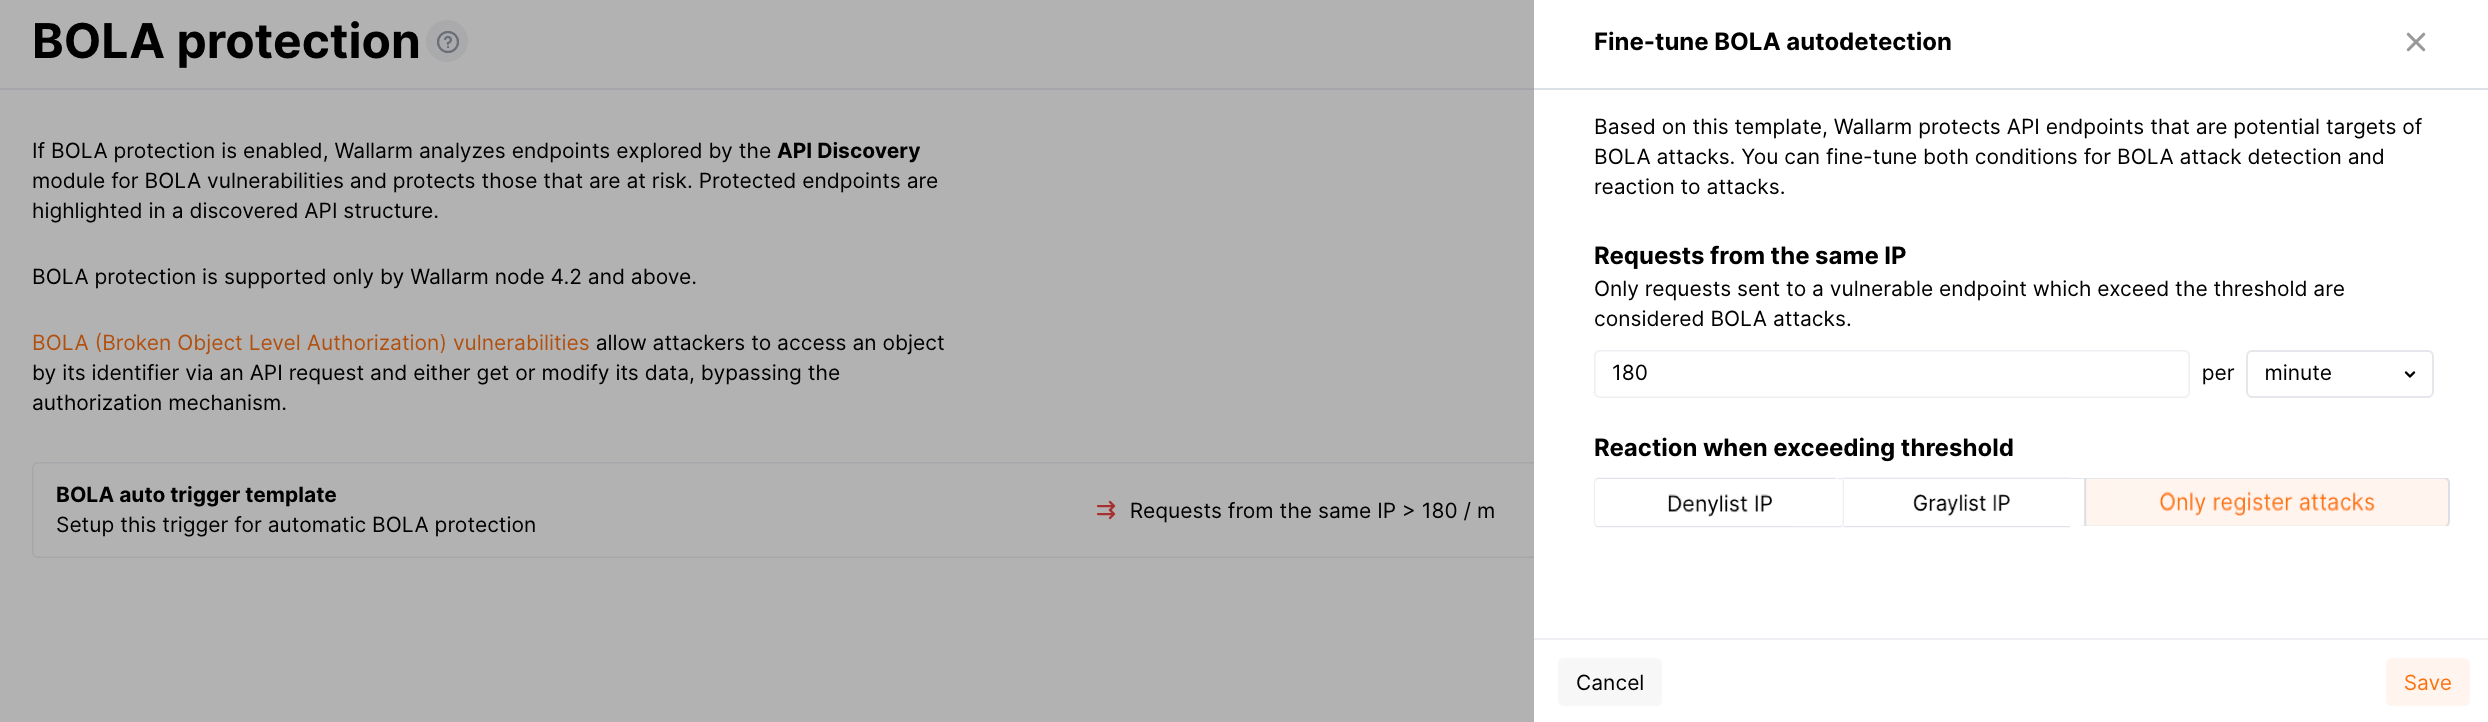 BOLA protection ?
If BOLA protection is enabled, Wallarm analyzes endpoints explored by the API Discovery
module for BOLA vulnerabilities and protects those that are at risk. Protected endpoints are
highlighted in a discovered API structure.
BOLA protection is supported only by Wallarm node 4.2 and above.
BOLA (Broken Object Level Authorization) vulnerabilities allow attackers to access an object
by its identifier via an API request and either get or modify its data, bypassing the
authorization mechanism.
BOLA auto trigger template
Setup this trigger for automatic BOLA protection
Requests from the same IP > 180 / m
Fine-tune BOLA autodetection
Based on this template, Wallarm protects API endpoints that are potential targets of
BOLA attacks. You can fine-tune both conditions for BOLA attack detection and
reaction to attacks.
Requests from the same IP
Only requests sent to a vulnerable endpoint which exceed the threshold are
considered BOLA attacks.
180 per minute
Reaction when exceeding threshold
Denylist IP Graylist IP Only register attacks
Cancel Save